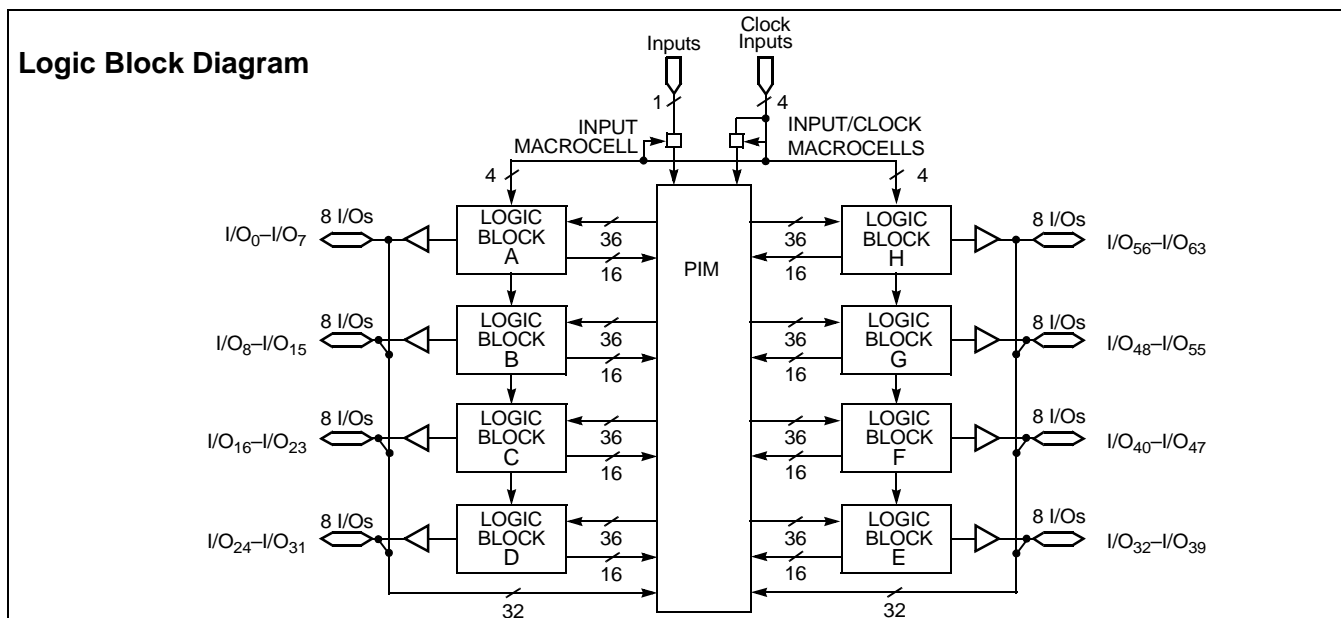 Logic Block Diagram
Inputs
Clock
Inputs
1
4
INPUT
MACROCELL
INPUT/CLOCK
MACROCELLS
4
4
8 I/Os
I/O0–I/O7
LOGIC
BLOCK
A
36
16
PIM
36
16
LOGIC
BLOCK
H
8 I/Os
I/O56–I/O63
8 I/Os
I/O8–I/O15
LOGIC
BLOCK
B
36
16
36
16
LOGIC
BLOCK
G
8 I/Os
I/O48–I/O55
8 I/Os
I/O16–I/O23
LOGIC
BLOCK
C
36
16
36
16
LOGIC
BLOCK
F
8 I/Os
I/O40–I/O47
8 I/Os
I/O24–I/O31
LOGIC
BLOCK
D
36
16
36
16
LOGIC
BLOCK
E
8 I/Os
I/O32–I/O39
32
32